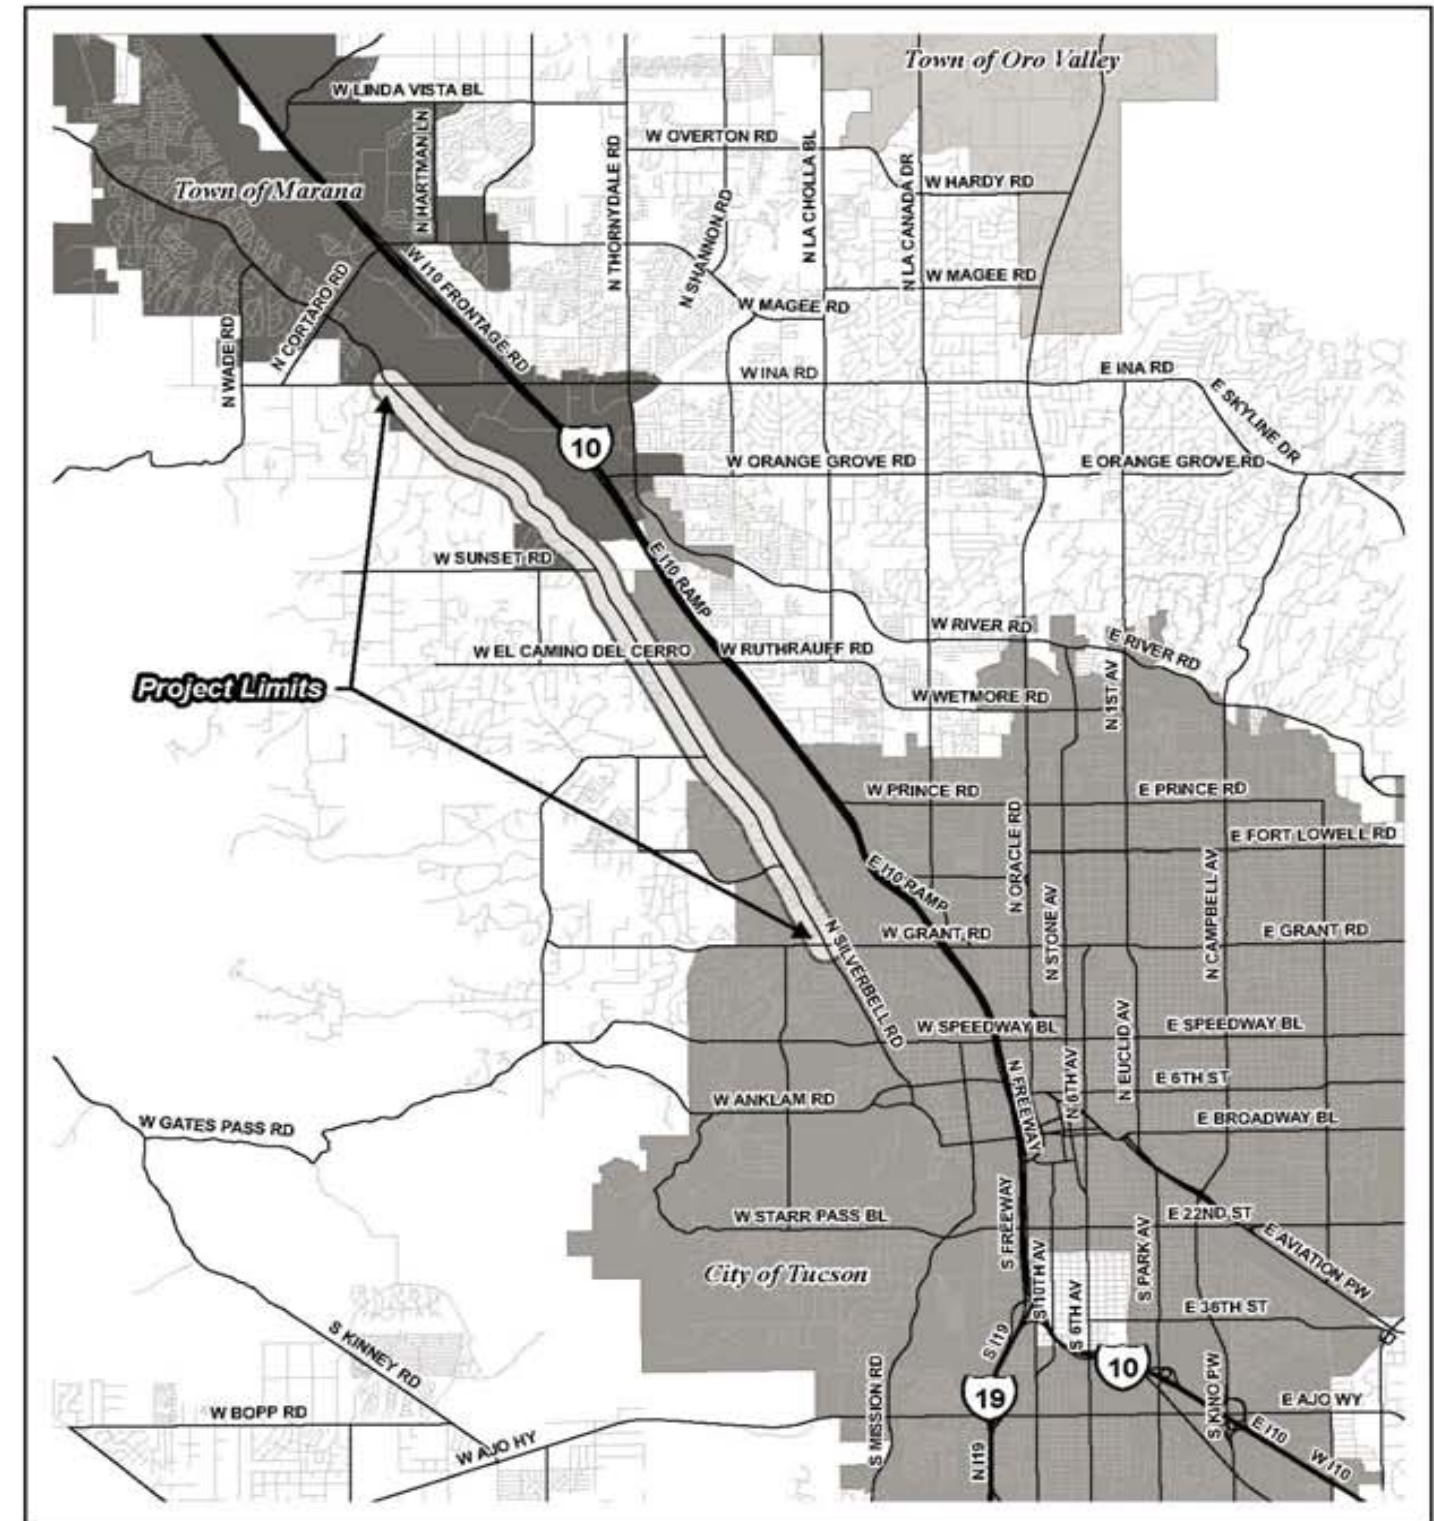 Town of Oro Valley
W LINDA VISTA BL
W OVERTON RD
N HARTMAN LN
N THORNYDALE RD
N LA CHOLLA BL
N LA CANADA DR
W HARDY RD
Town of Marana
N SHANNON RD
W I10 FRONTAGE RD
W MAGEE RD
W MAGEE RD
N CORTARO RD
N WADE RD
W INA RD
E INA RD
E SKYLINE DR
10
W ORANGE GROVE RD
E ORANGE GROVE RD
W SUNSET RD
E I10 RAMP
W RIVER RD
E RIVER RD
W EL CAMINO DEL CERRO
W RUTHRAUFF RD
Project Limits
W WETMORE RD
N 1ST AV
W PRINCE RD
E PRINCE RD
N ORACLE RD
E FORT LOWELL RD
E I10 RAMP
N STONE AV
N CAMPBELL AV
N SILVERBELL RD
W GRANT RD
E GRANT RD
W SPEEDWAY BL
E SPEEDWAY BL
N EUCLID AV
N FREEWAY
N 6TH AV
E 6TH ST
W ANKLAM RD
W GATES PASS RD
E BROADWAY BL
W STARR PASS BL
S FREEWAY
E 22ND ST
City of Tucson
S 10TH AV
S PARK AV
E AVIATION PW
S 6TH AV
E 36TH ST
S KINNEY RD
S I19
10
19
S MISSION RD
S KINO PW
E AJO WY
W BOPP RD
W AJO HY
N I19
E I10
W I10